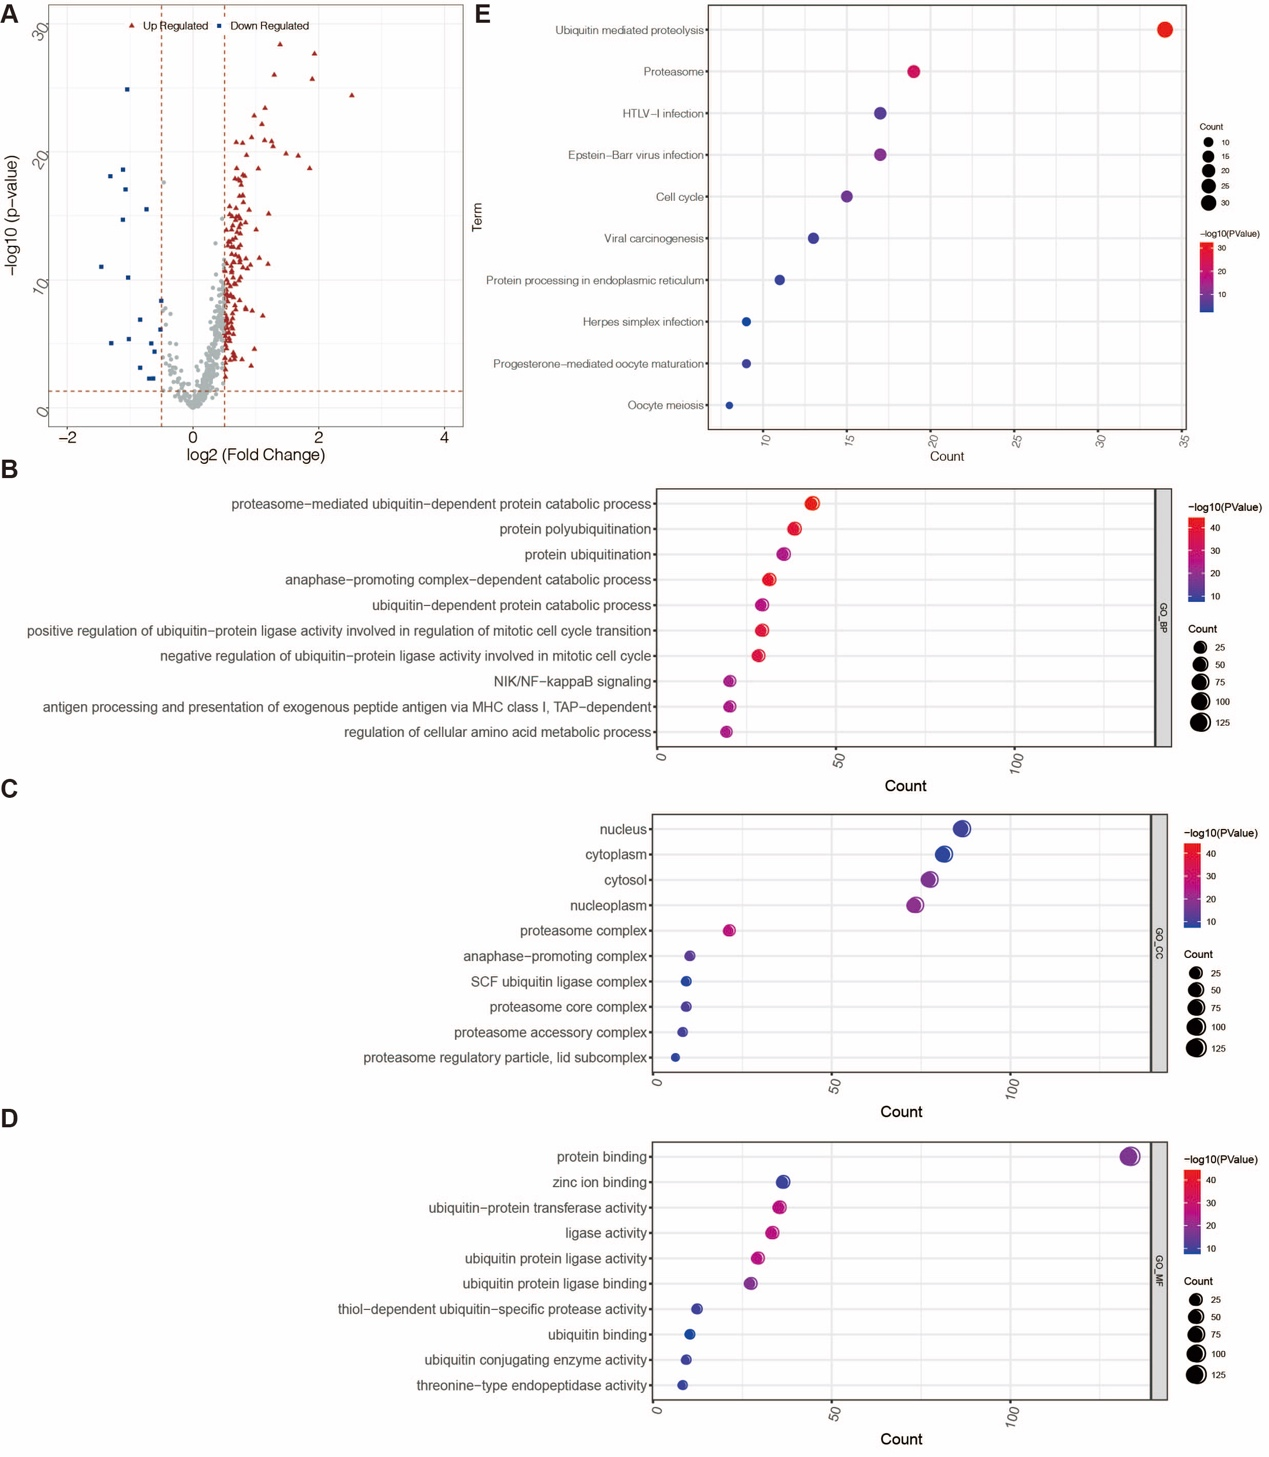 A
Up Regulated
Down Regulated
30
20
10
0
−log10 (p−value)
−2
0
2
4
log2 (Fold Change)
E
Term
Ubiquitin mediated proteolysis
Proteasome
HTLV−I infection
Epstein−Barr virus infection
Cell cycle
Viral carcinogenesis
Protein processing in endoplasmic reticulum
Herpes simplex infection
Progesterone−mediated oocyte maturation
Oocyte meiosis
10
15
20
25
30
35
Count
Count
10
15
20
25
30
−log10(PValue)
30
20
10
B
proteasome−mediated ubiquitin−dependent protein catabolic process
protein polyubiquitination
protein ubiquitination
anaphase−promoting complex−dependent catabolic process
ubiquitin−dependent protein catabolic process
positive regulation of ubiquitin−protein ligase activity involved in regulation of mitotic cell cycle transition
negative regulation of ubiquitin−protein ligase activity involved in mitotic cell cycle
NIK/NF−kappaB signaling
antigen processing and presentation of exogenous peptide antigen via MHC class I, TAP−dependent
regulation of cellular amino acid metabolic process
0
50
100
Count
GO_BP
−log10(PValue)
40
30
20
10
Count
25
50
75
100
125
C
nucleus
cytoplasm
cytosol
nucleoplasm
proteasome complex
anaphase−promoting complex
SCF ubiquitin ligase complex
proteasome core complex
proteasome accessory complex
proteasome regulatory particle, lid subcomplex
0
50
100
Count
GO_CC
−log10(PValue)
40
30
20
10
Count
25
50
75
100
125
D
protein binding
zinc ion binding
ubiquitin−protein transferase activity
ligase activity
ubiquitin protein ligase activity
ubiquitin protein ligase binding
thiol−dependent ubiquitin−specific protease activity
ubiquitin binding
ubiquitin conjugating enzyme activity
threonine−type endopeptidase activity
0
50
100
Count
GO_MF
−log10(PValue)
40
30
20
10
Count
25
50
75
100
125